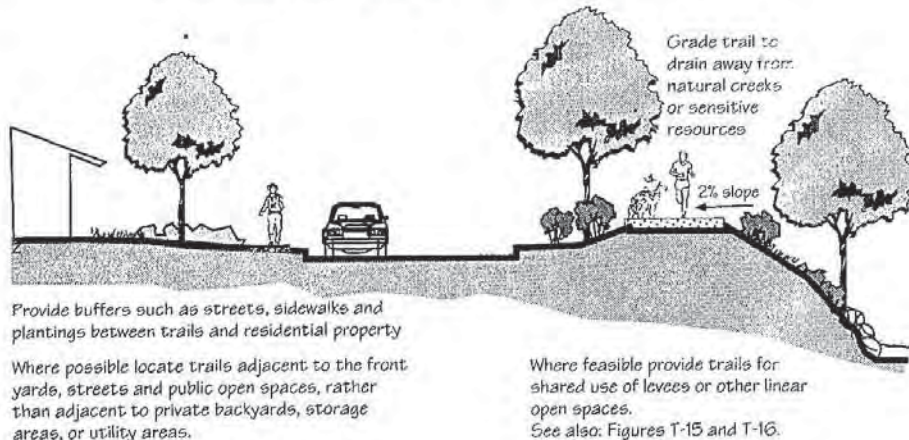 Grade trail to
drain away from
natural creeks
or sensitive
resources
2% slope
Provide buffers such as streets, sidewalks and
plantings between trails and residential property
Where possible locate trails adjacent to the front
yards, streets and public open spaces, rather
than adjacent to private backyards, storage
areas, or utility areas.
Where feasible provide trails for
shared use of levees or other linear
open spaces.
See also: Figures T-15 and T-16.